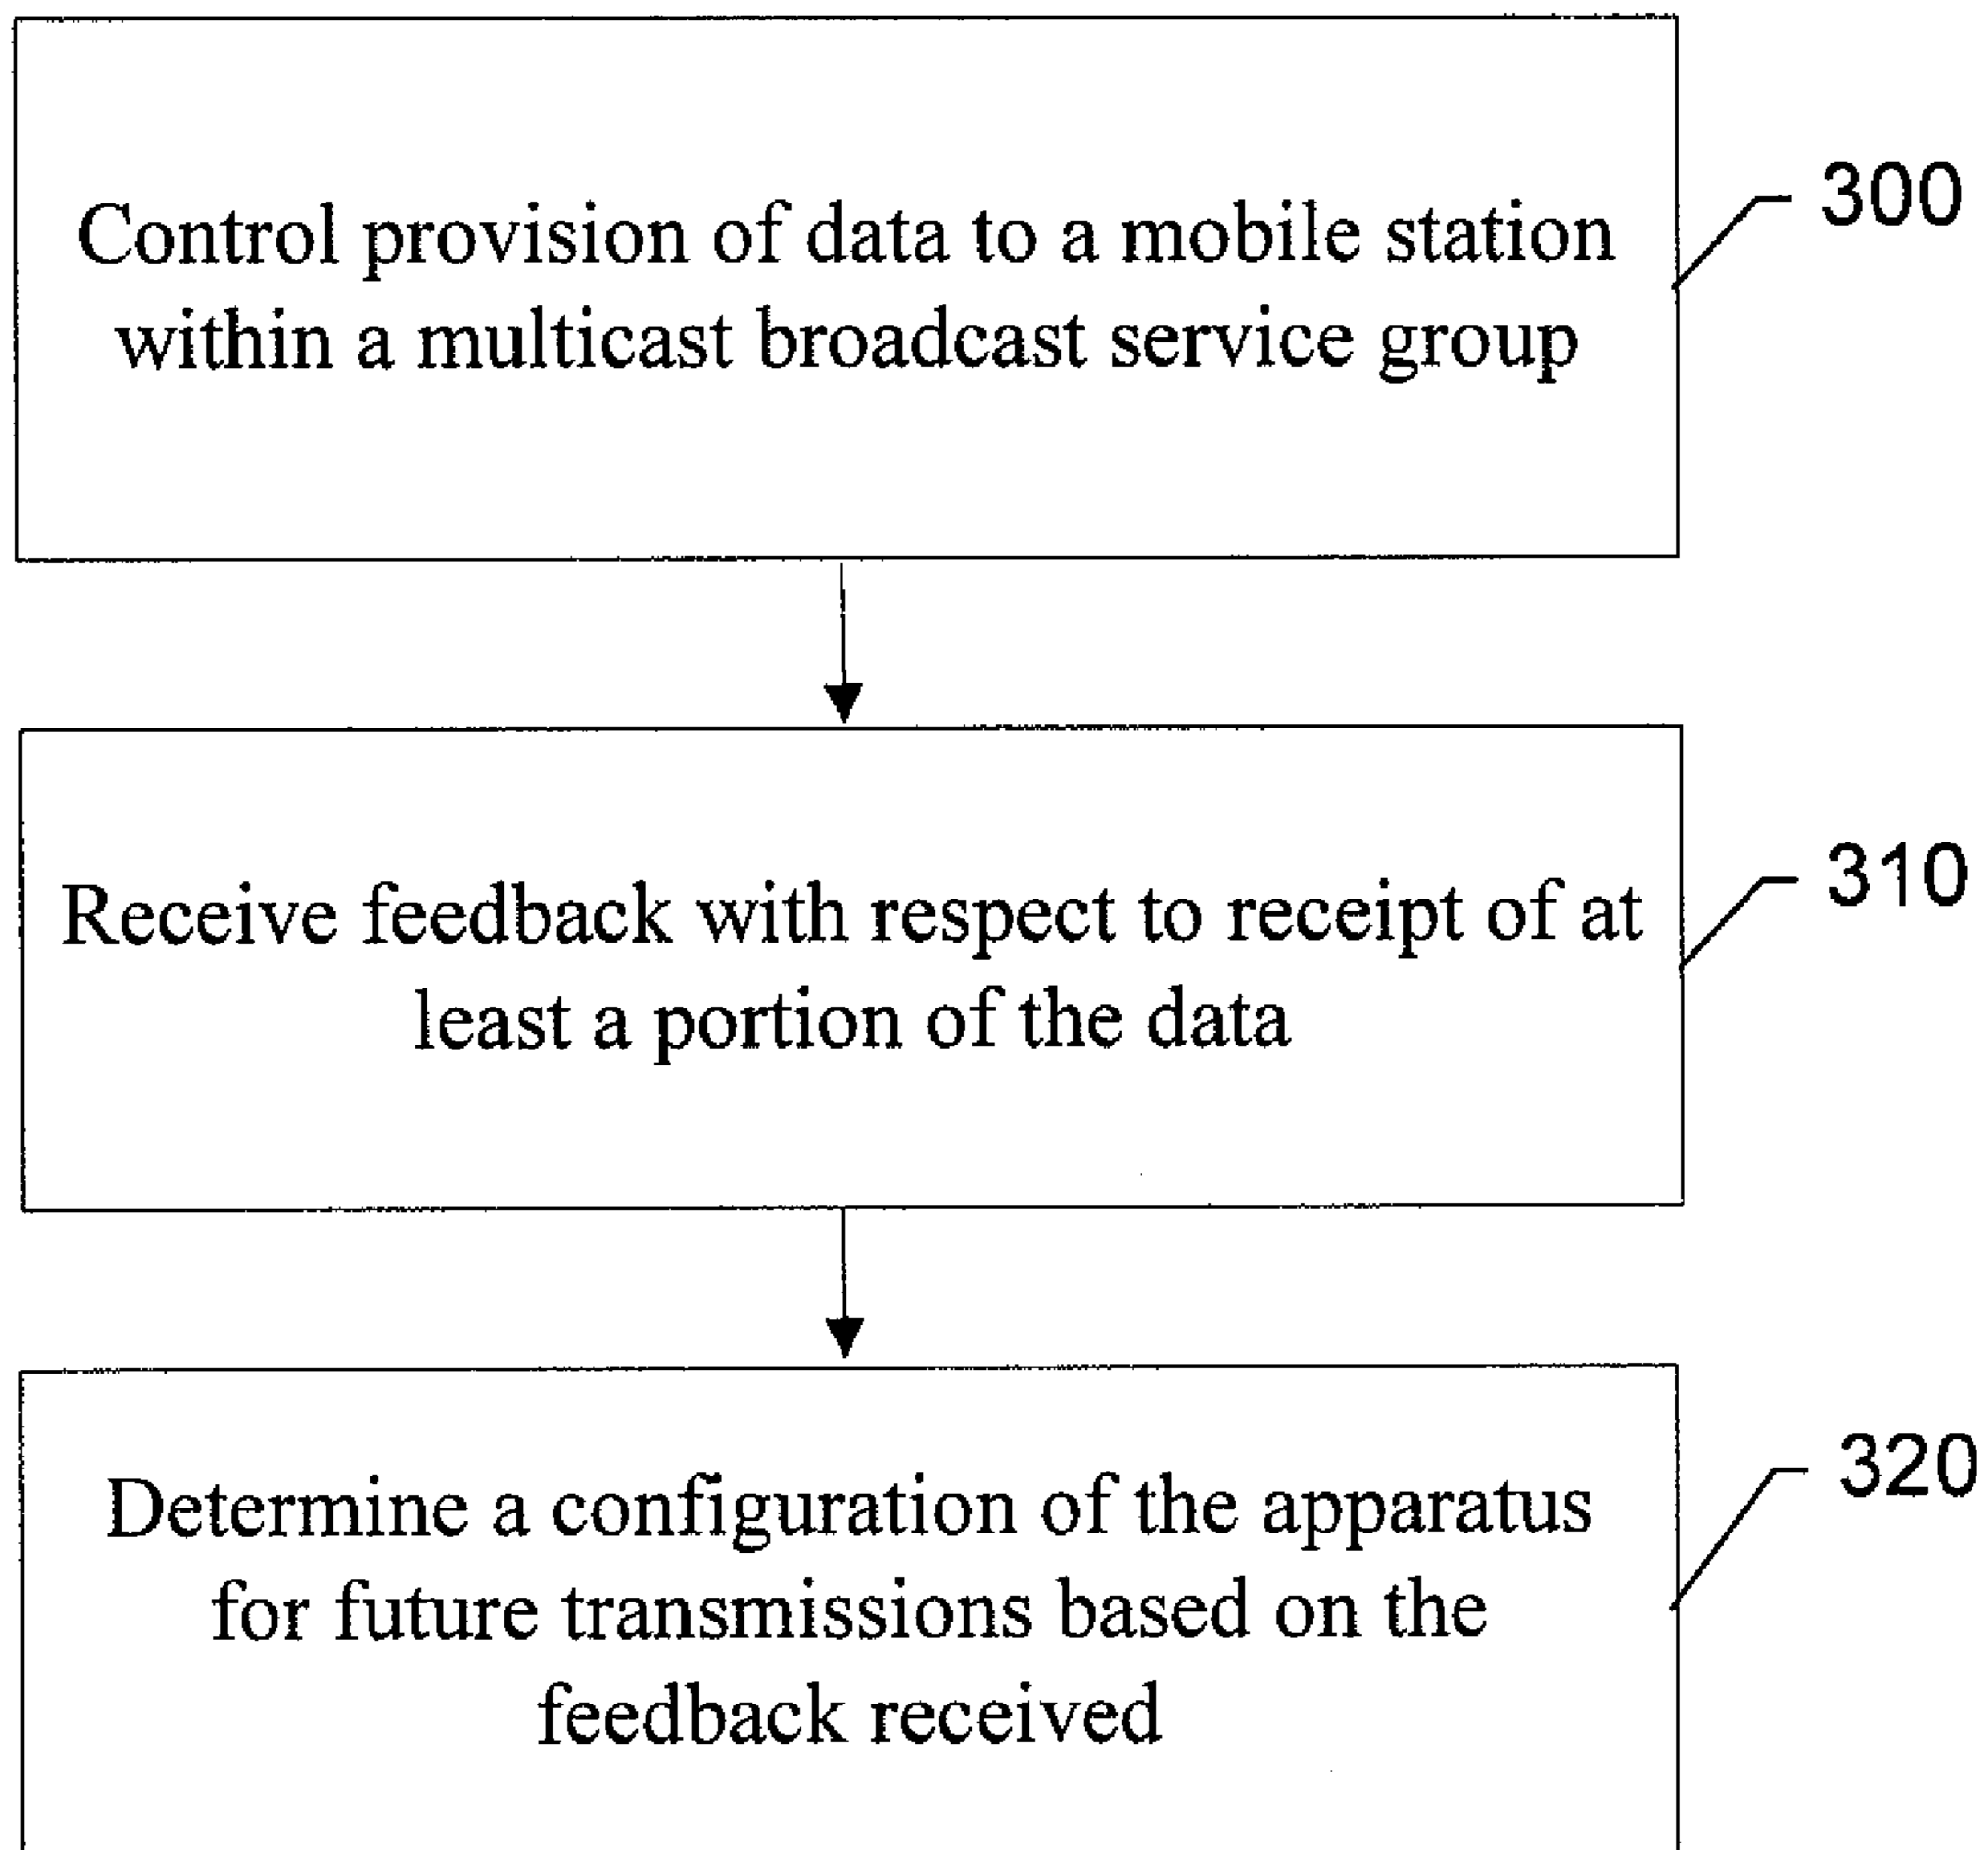 Control provision of data to a mobile station
within a multicast broadcast service group
300
Receive feedback with respect to receipt of at
least a portion of the data
310
Determine a configuration of the apparatus
for future transmissions based on the
feedback received
320